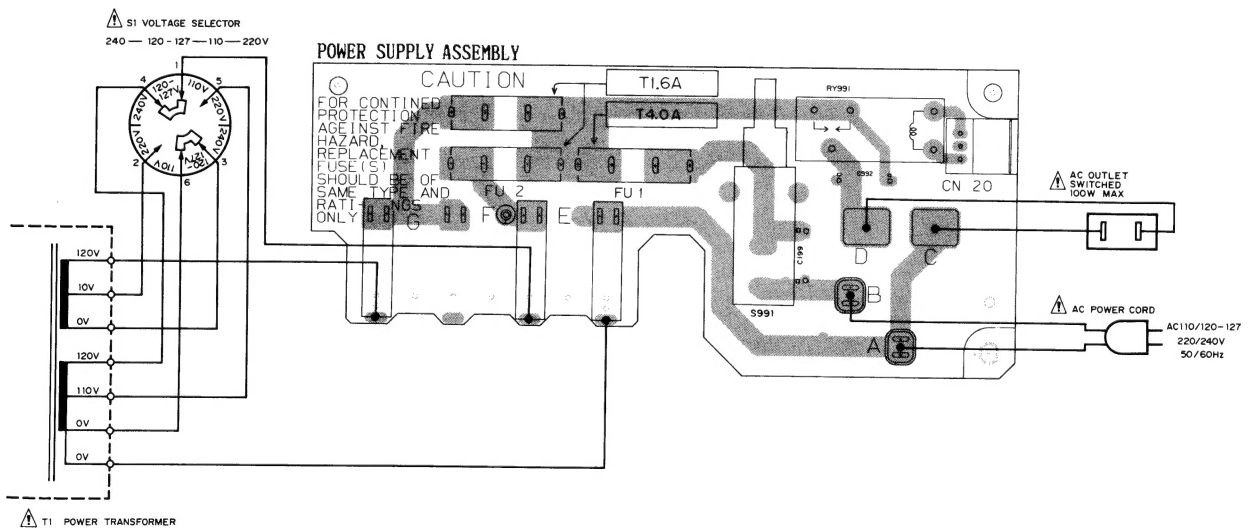 ⚠ S1 VOLTAGE SELECTOR
240 — 120 - 127 — 110 — 220V
1
4
5
120-
127V
110V
240V
220V
220V
240V
110V
120-
127V
2
3
6
POWER SUPPLY ASSEMBLY
CAUTION
FOR CONTINED
PROTECTION
AGEINST FIRE
HAZARD,
REPLACEMENT
FUSE(S)
SHOULD BE OF
SAME TYPE AND
RATINGS
ONLY
T1.6A
T4.0A
FU 2
FU 1
G
F
E
RY991
CN 20
D
C
C199
B
S991
A
⚠ AC OUTLET
SWITCHED
100W MAX
⚠ AC POWER CORD
AC110/120-127
220/240V
50/60Hz
120V
10V
0V
120V
110V
0V
0V
⚠ T1 POWER TRANSFORMER